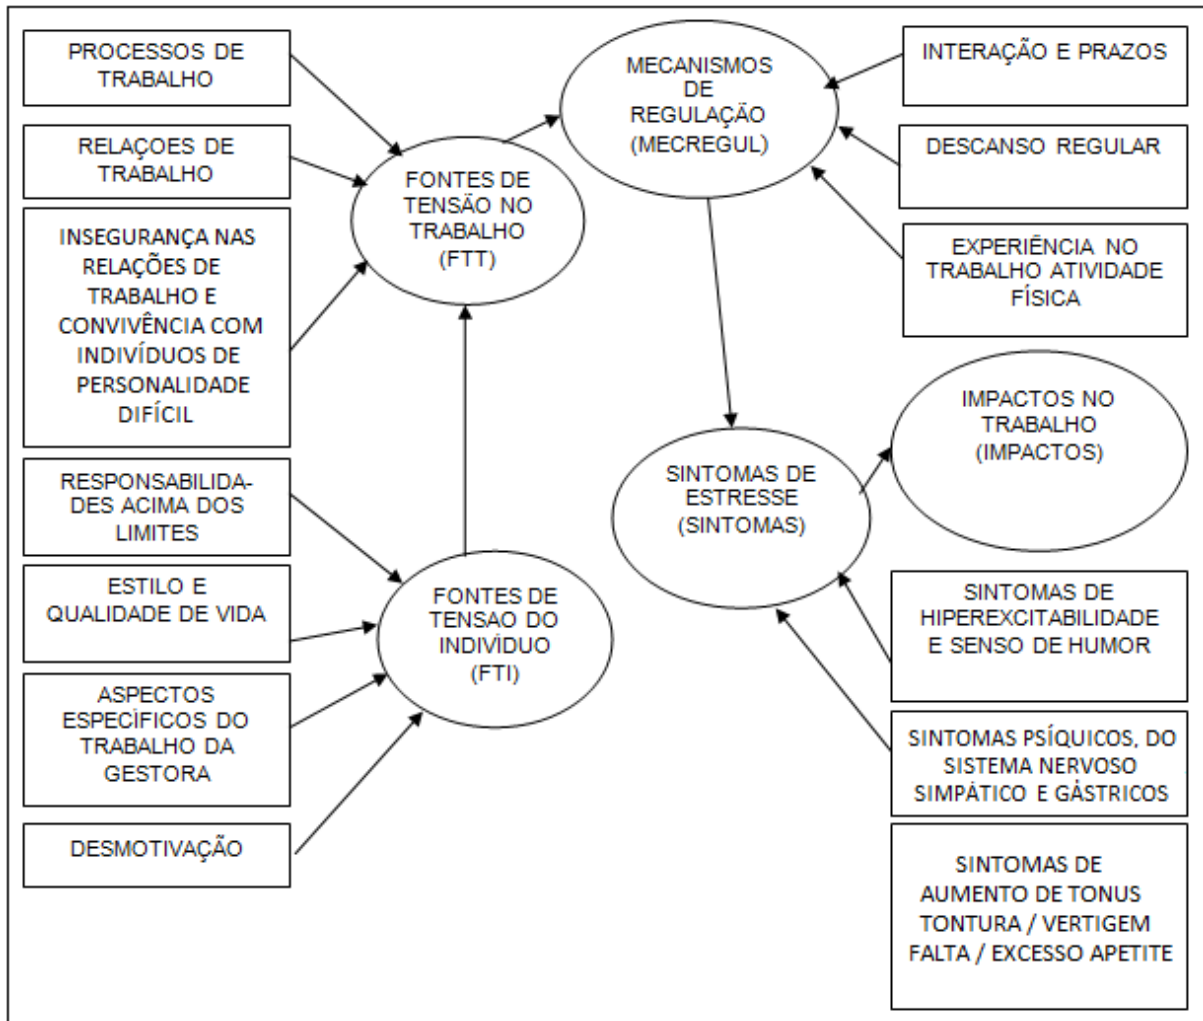 PROCESSOS DE
TRABALHO
RELAÇOES DE
TRABALHO
INSEGURANÇA NAS
RELAÇÕES DE
TRABALHO E
CONVIVÊNCIA COM
INDIVÍDUOS DE
PERSONALIDADE
DIFÍCIL
RESPONSABILIDA-
DES ACIMA DOS
LIMITES
ESTILO E
QUALIDADE DE VIDA
ASPECTOS
ESPECÍFICOS DO
TRABALHO DA
GESTORA
DESMOTIVAÇÃO
FONTES DE
TENSÃO NO
TRABALHO
(FTT)
FONTES DE
TENSAO DO
INDIVÍDUO
(FTI)
MECANISMOS
DE
REGULAÇÃO
(MECREGUL)
SINTOMAS DE
ESTRESSE
(SINTOMAS)
INTERAÇÃO E PRAZOS
DESCANSO REGULAR
EXPERIÊNCIA NO
TRABALHO ATIVIDADE
FÍSICA
IMPACTOS NO
TRABALHO
(IMPACTOS)
SINTOMAS DE
HIPEREXCITABILIDADE
E SENSO DE HUMOR
SINTOMAS PSÍQUICOS, DO
SISTEMA NERVOSO
SIMPÁTICO E GÁSTRICOS
SINTOMAS DE
AUMENTO DE TONUS
TONTURA / VERTIGEM
FALTA / EXCESSO APETITE